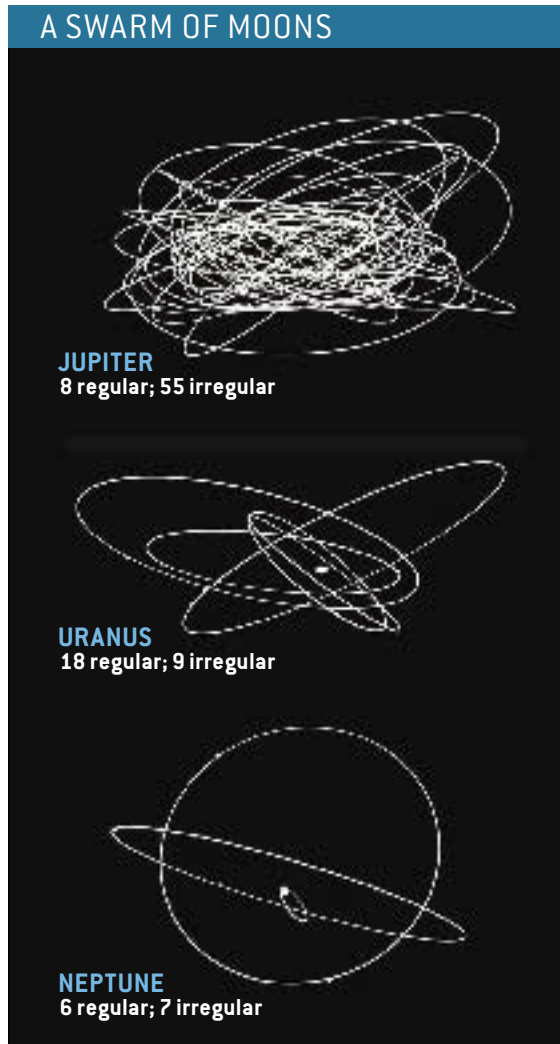 A SWARM OF MOONS
JUPITER
8 regular; 55 irregular
URANUS
18 regular; 9 irregular
NEPTUNE
6 regular; 7 irregular